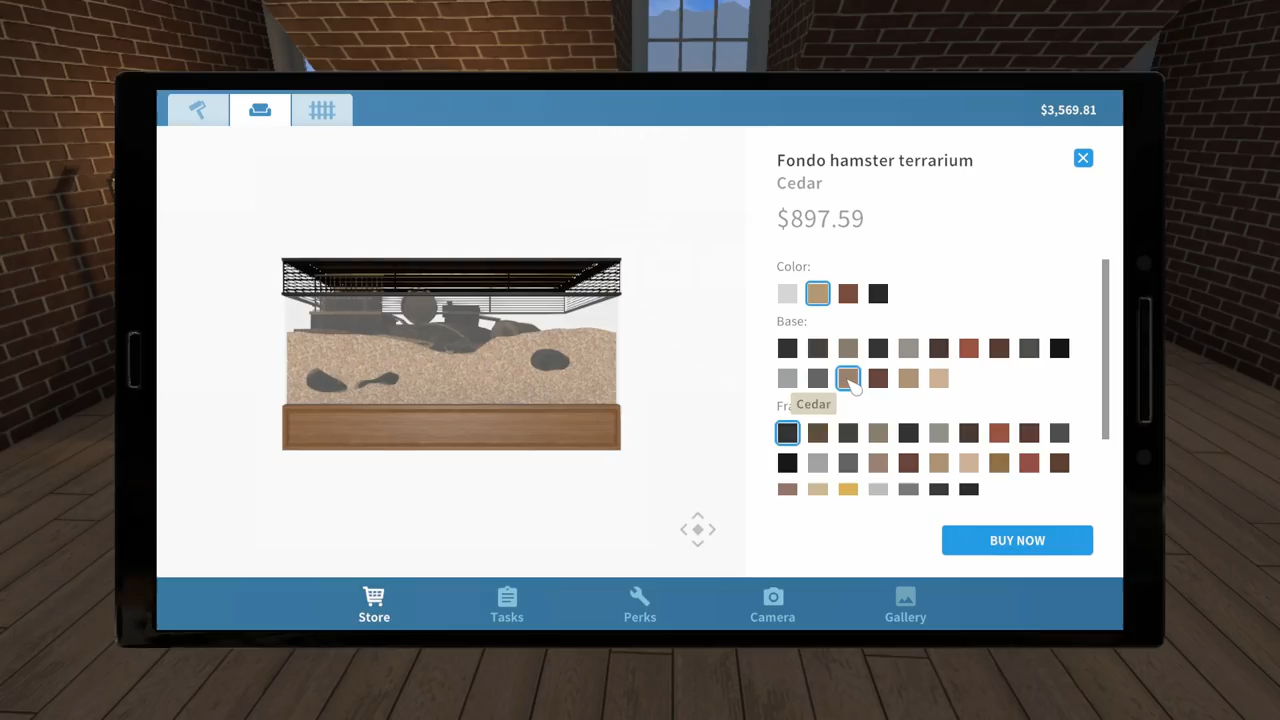 $3,569.81
Fondo hamster terrarium
Cedar
$897.59
Color:
Base:
Cedar
BUY NOW
Store
Tasks
Perks
Camera
Gallery